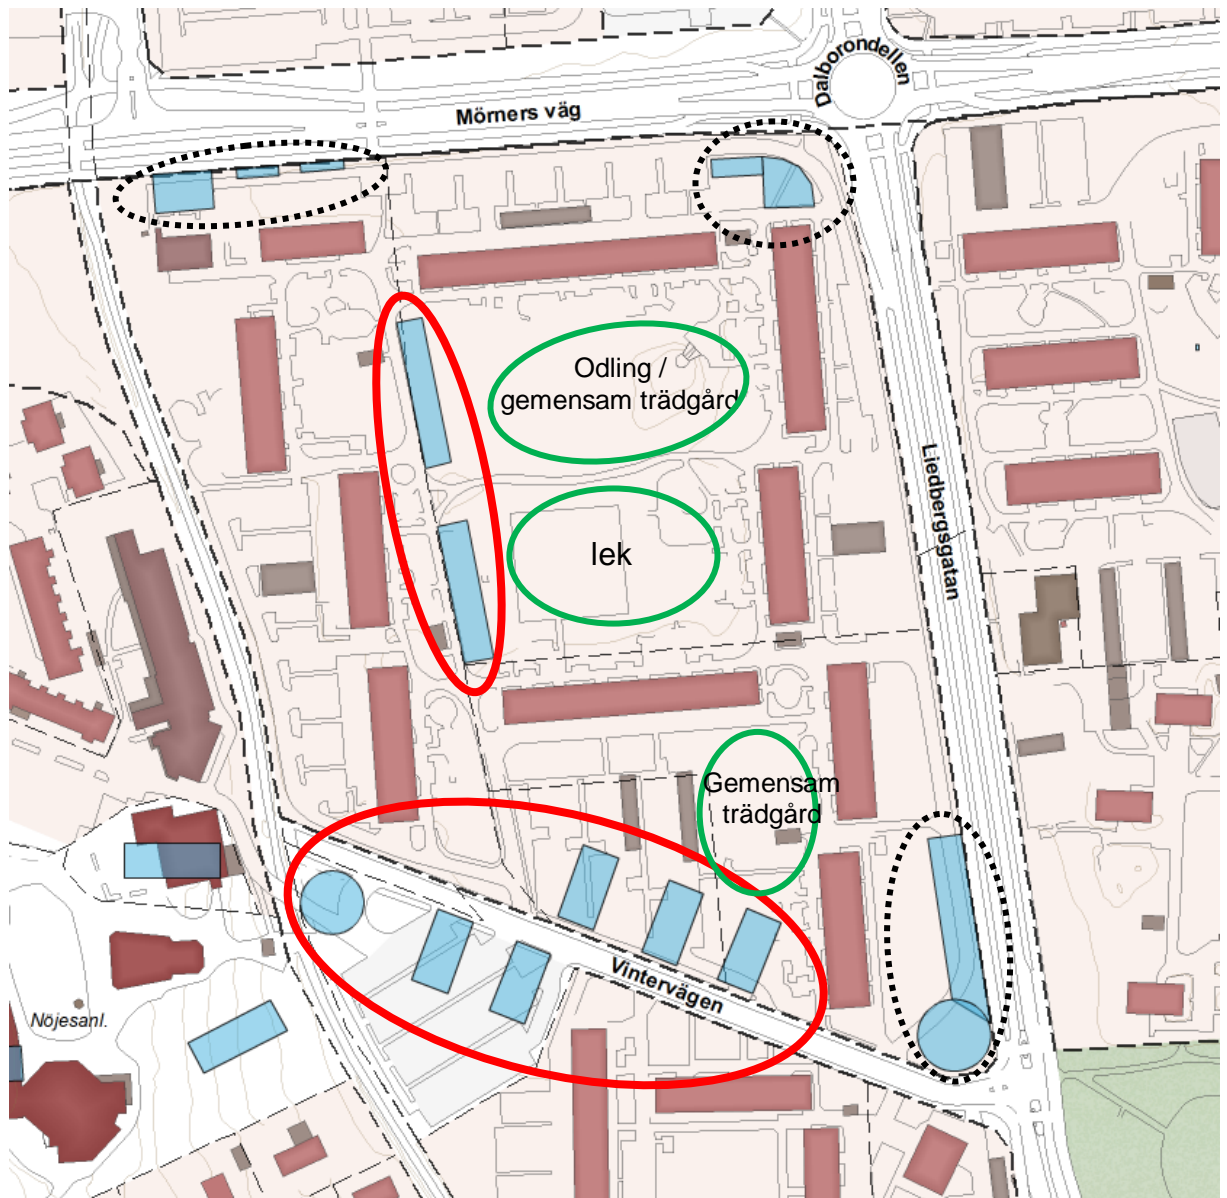 Dalborondellen
Mörners väg
Odling /
gemensam trädgård
Liedbergsgatan
lek
Gemensam
trädgård
Vintervägen
Nöjesanl.